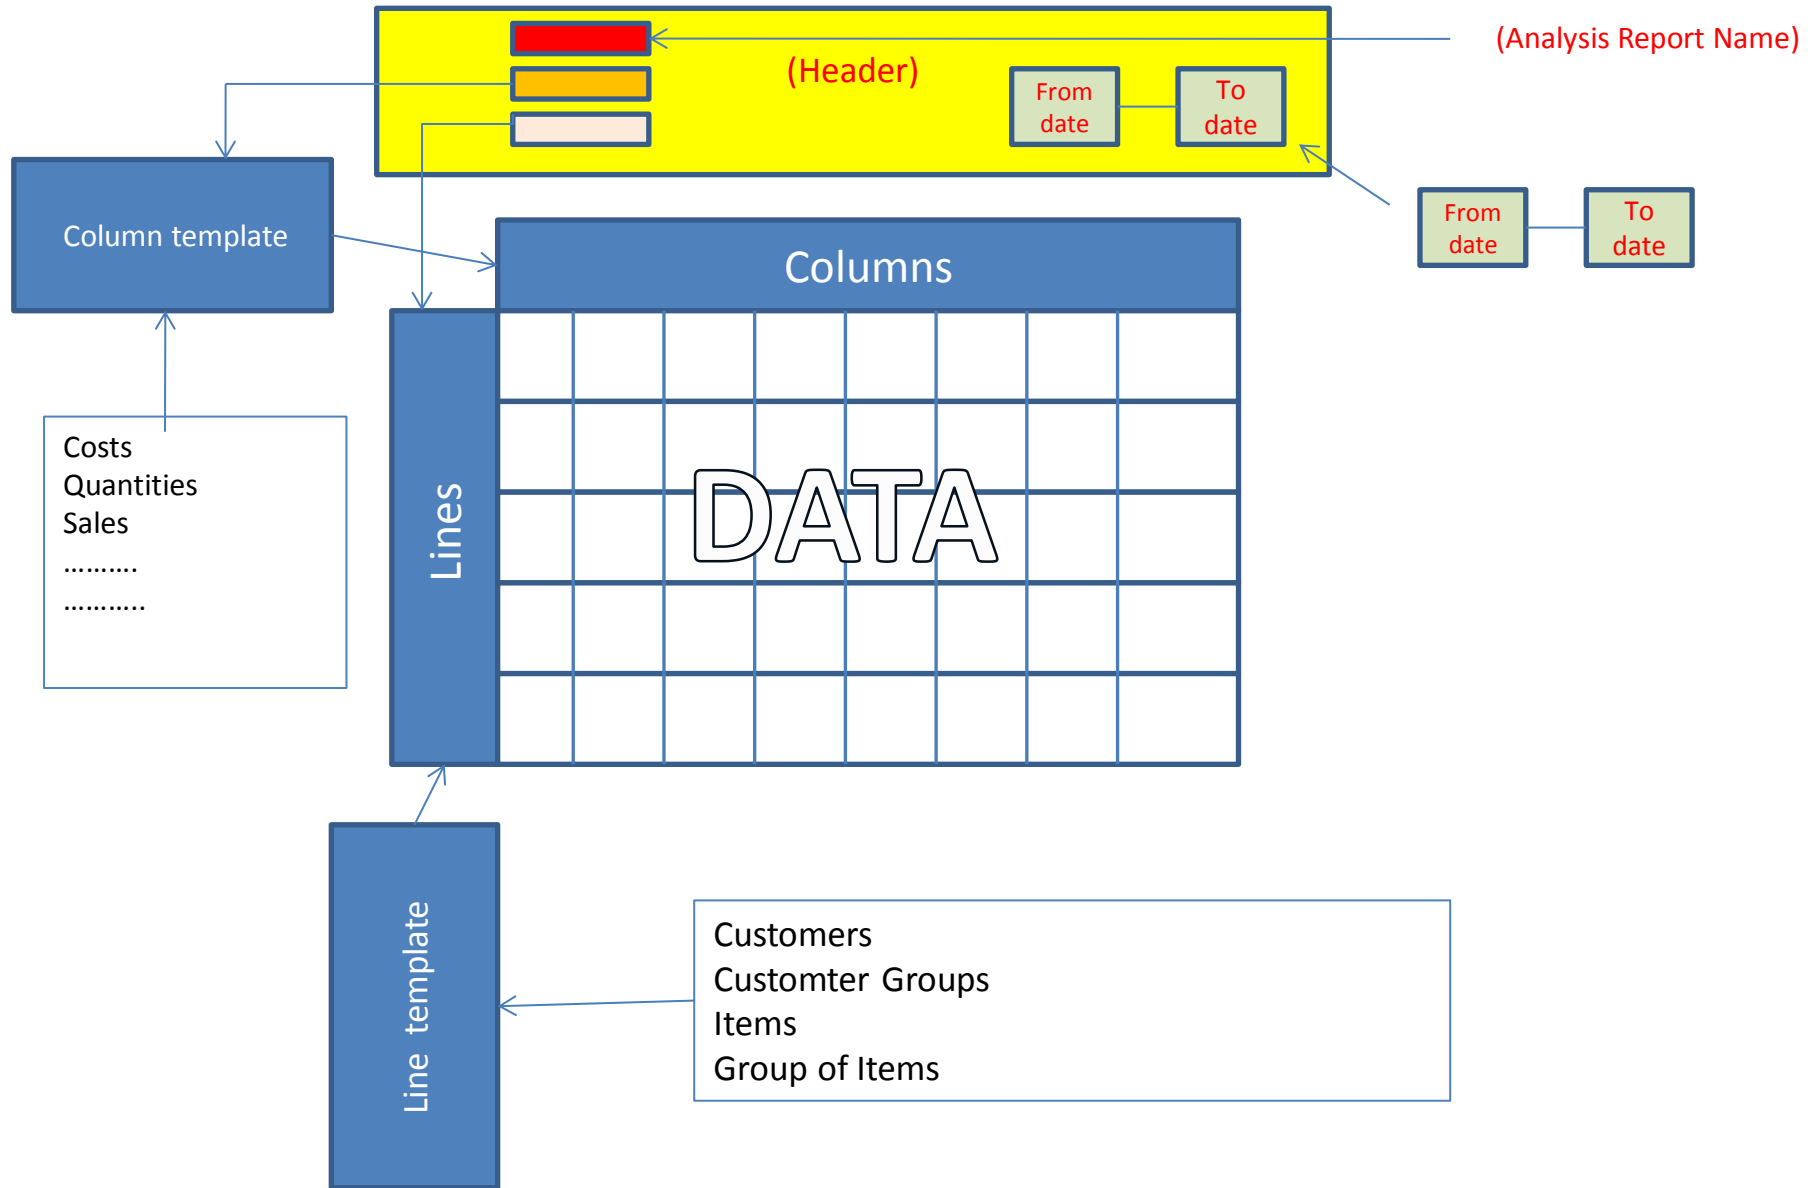 (Analysis Report Name)
(Header)
From
date
To
date
From
date
To
date
Column template
Columns
Costs
Quantities
Sales
……….
………..
Lines
DATA
Line template
Customers
Customter Groups
Items
Group of Items